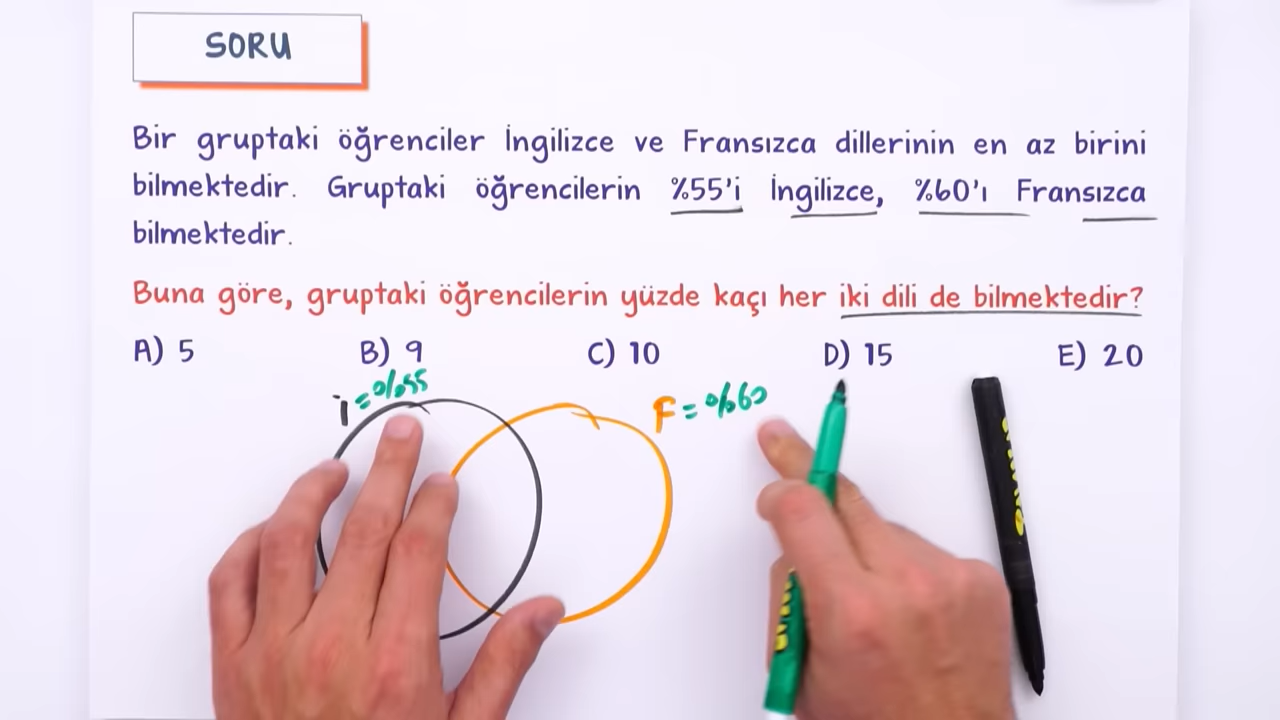 SORU
Bir gruptaki öğrenciler İngilizce ve Fransızca dillerinin en az birini
bilmektedir. Gruptaki öğrencilerin %55'i İngilizce, %60'ı Fransızca
bilmektedir.
Buna göre, gruptaki öğrencilerin yüzde kaçı her iki dili de bilmektedir?
A) 5 B) 9 C) 10 D) 15 E) 20
İ = %55 F = %60